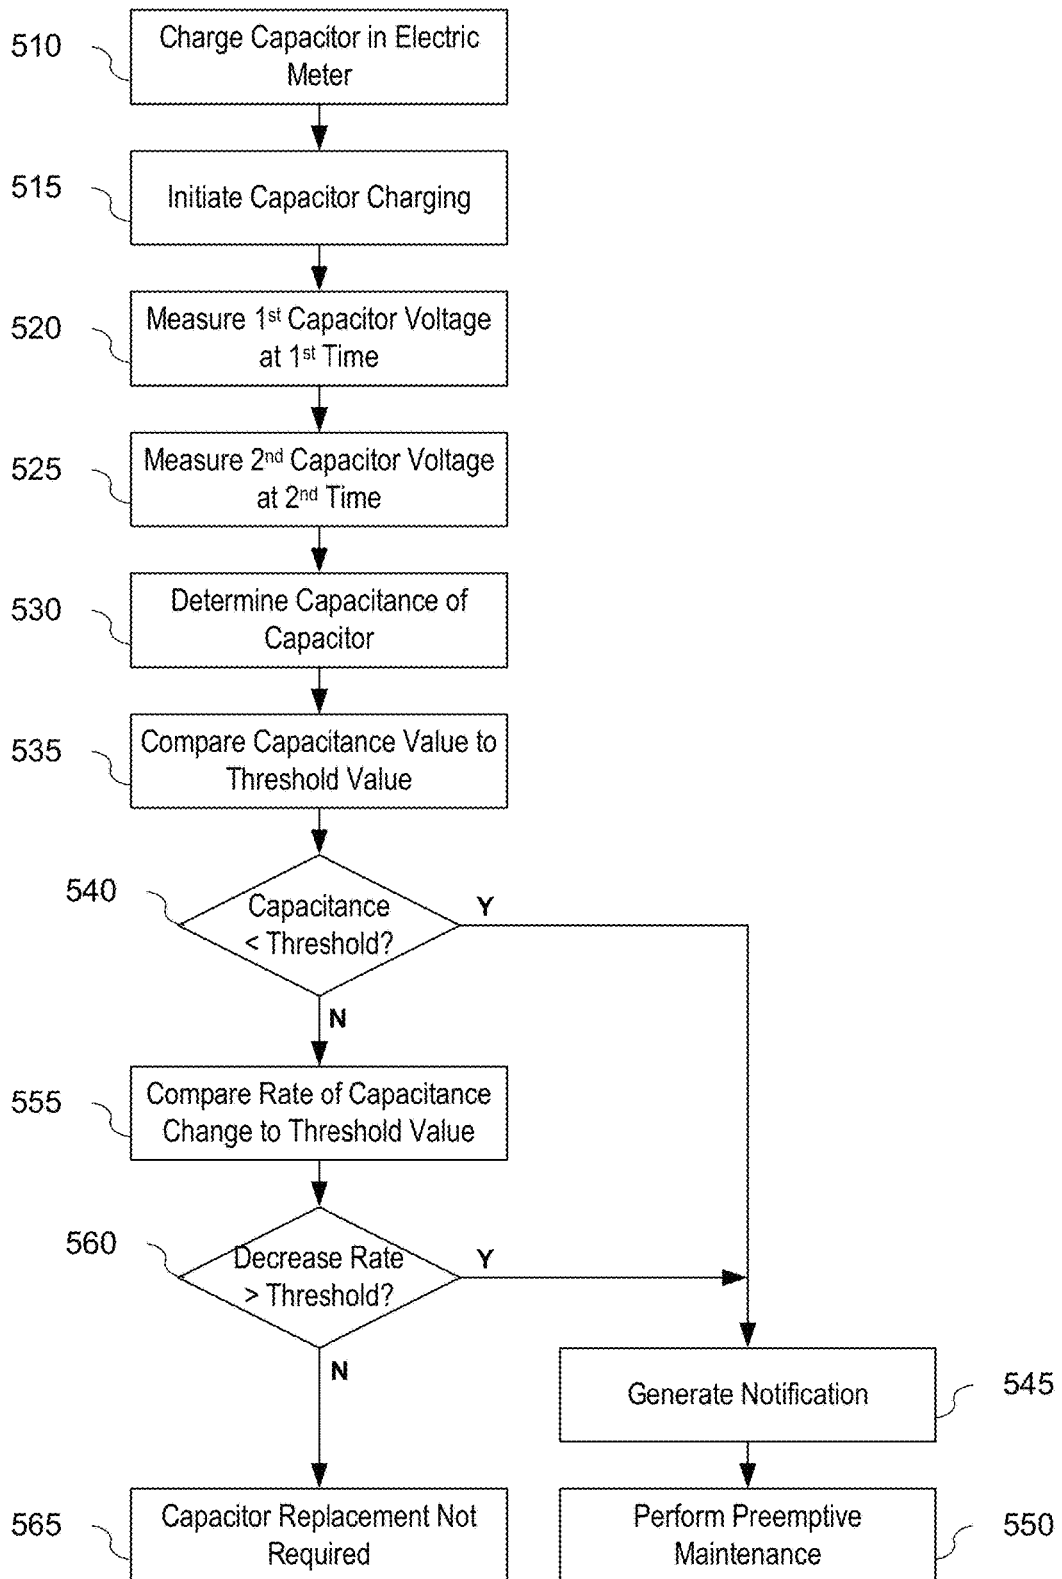 510
Charge Capacitor in Electric
Meter
515
Initiate Capacitor Charging
520
Measure 1st Capacitor Voltage
at 1st Time
525
Measure 2nd Capacitor Voltage
at 2nd Time
530
Determine Capacitance of
Capacitor
535
Compare Capacitance Value to
Threshold Value
540
Capacitance
< Threshold?
Y
N
555
Compare Rate of Capacitance
Change to Threshold Value
560
Decrease Rate
> Threshold?
Y
N
Generate Notification
545
565
Capacitor Replacement Not
Required
Perform Preemptive
Maintenance
550